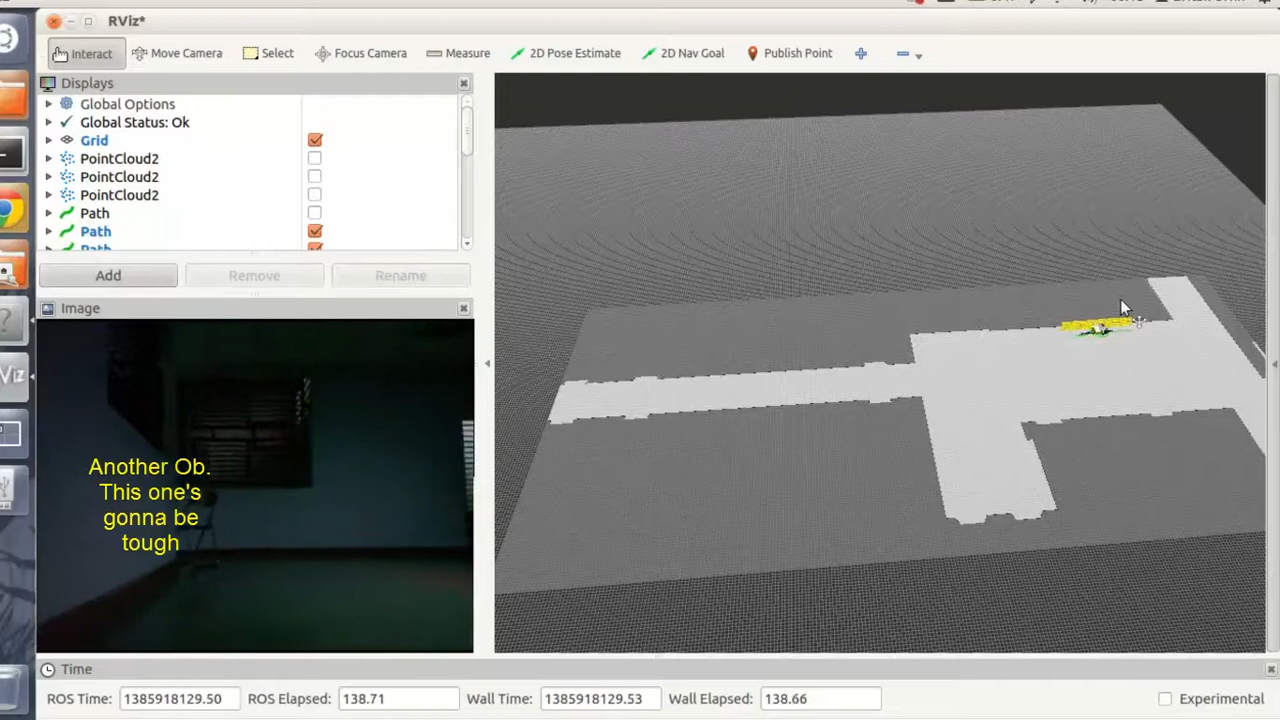 RViz*
Interact
Move Camera
Select
Focus Camera
Measure
2D Pose Estimate
2D Nav Goal
Publish Point
Displays
Global Options
Global Status: Ok
Grid
PointCloud2
PointCloud2
PointCloud2
Path
Path
Path
Add
Remove
Rename
Image
Another Ob.
This one's
gonna be
tough
Time
ROS Time: 1385918129.50
ROS Elapsed: 138.71
Wall Time: 1385918129.53
Wall Elapsed: 138.66
Experimental